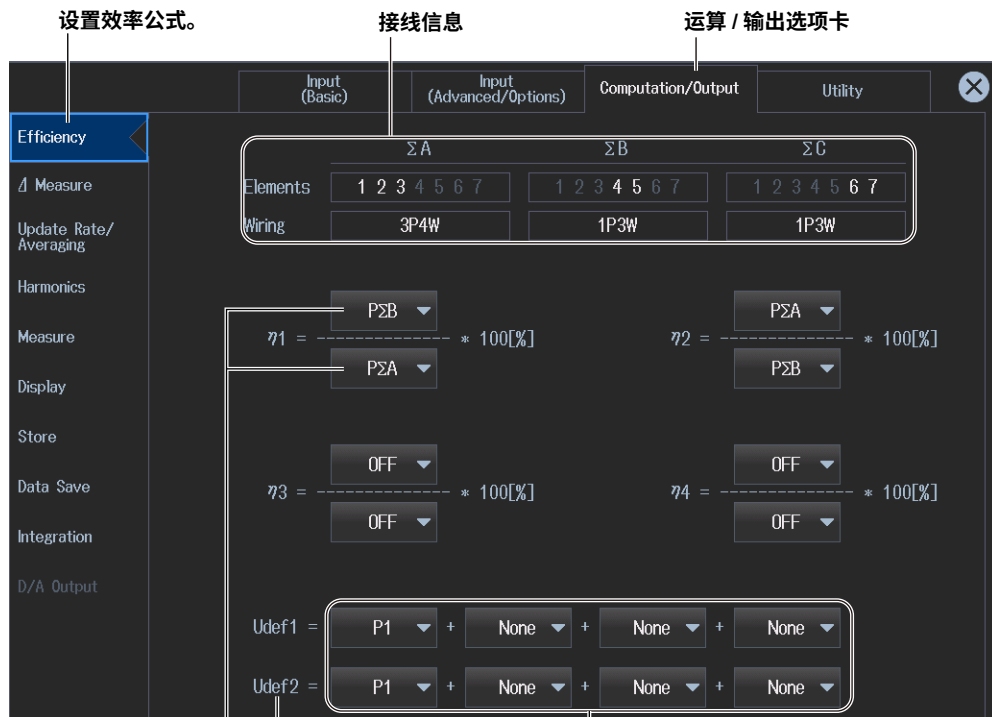 设置效率公式。 接线信息 运算 / 输出选项卡
Input (Basic) Input (Advanced/Options) Computation/Output Utility
Efficiency
⊿ Measure
Update Rate/
Averaging
Harmonics
Measure
Display
Store
Data Save
Integration
D/A Output
ΣA ΣB ΣC
Elements 1 2 3 4 5 6 7 1 2 3 4 5 6 7 1 2 3 4 5 6 7
Wiring 3P4W 1P3W 1P3W
PΣB PΣA
η1 = ---------------- * 100[%] η2 = ---------------- * 100[%]
PΣA PΣB
OFF OFF
η3 = ---------------- * 100[%] η4 = ---------------- * 100[%]
OFF OFF
Udef1 = P1 + None + None + None
Udef2 = P1 + None + None + None